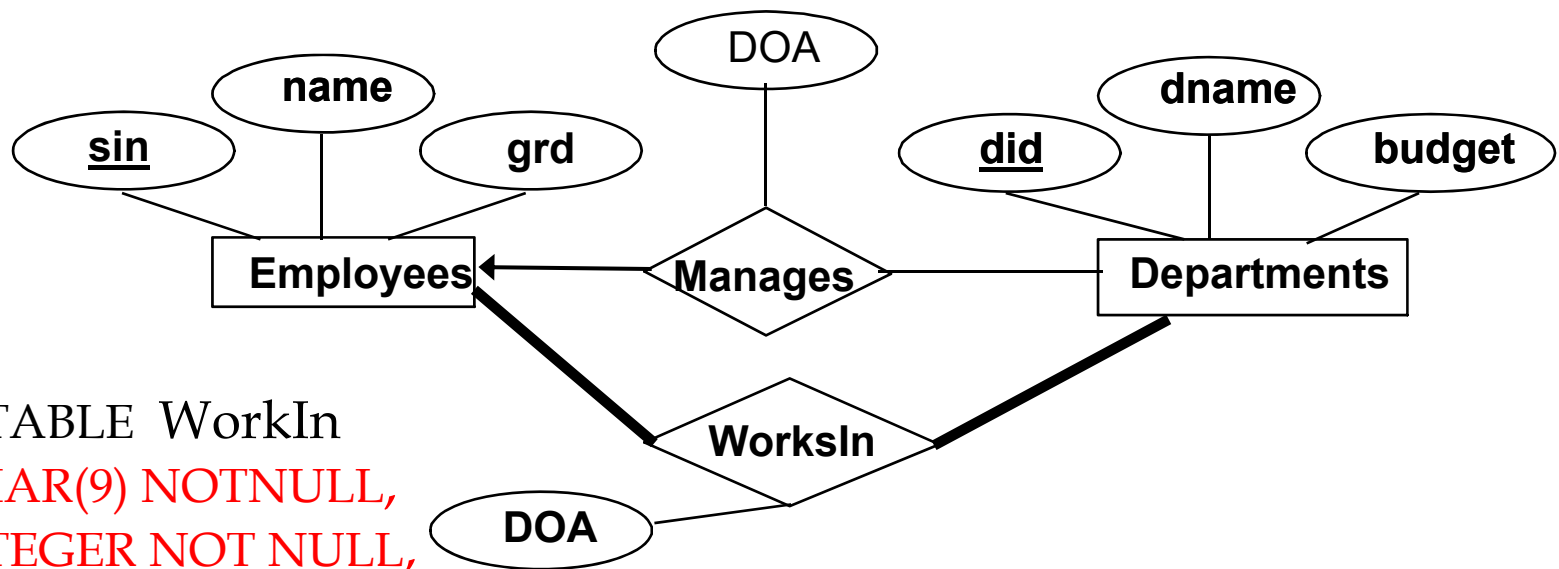 DOA
name
dname
sin
grd
did
budget
Employees
Manages
Departments
TABLE WorkIn
WorksIn
HAR(9) NOTNULL,
DOA
TEGER NOT NULL,